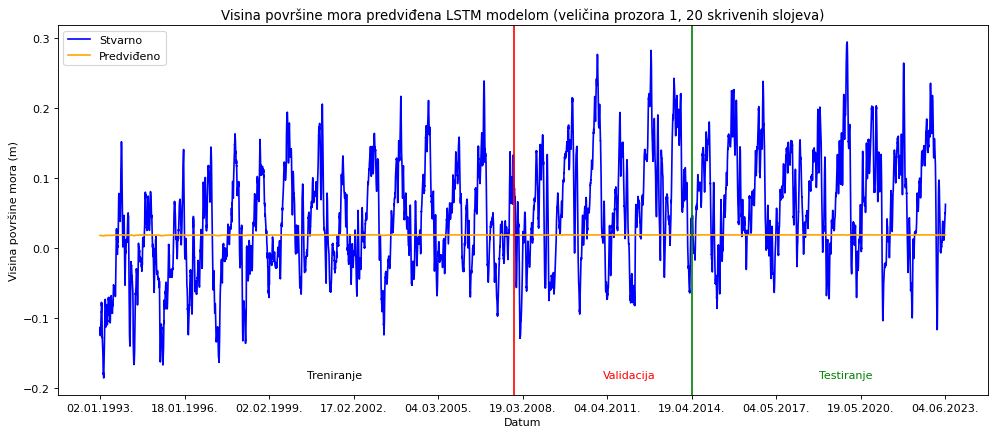 Visina površine mora predviđena LSTM modelom (veličina prozora 1, 20 skrivenih slojeva)
Stvarno
Predviđeno
Visina površine mora (m)
0.3
0.2
0.1
0.0
−0.1
−0.2
Treniranje
Validacija
Testiranje
02.01.1993.
18.01.1996.
02.02.1999.
17.02.2002.
04.03.2005.
19.03.2008.
04.04.2011.
19.04.2014.
04.05.2017.
19.05.2020.
04.06.2023.
Datum